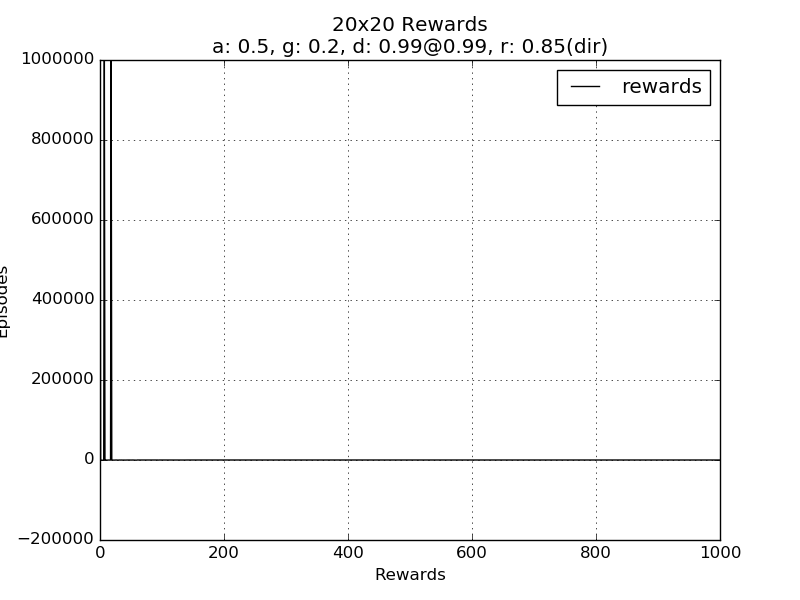 20x20 Rewards
a: 0.5, g: 0.2, d: 0.99@0.99, r: 0.85(dir)
1000000
rewards
800000
600000
400000
Episodes
200000
0
−200000
0 200 400 600 800 1000
Rewards